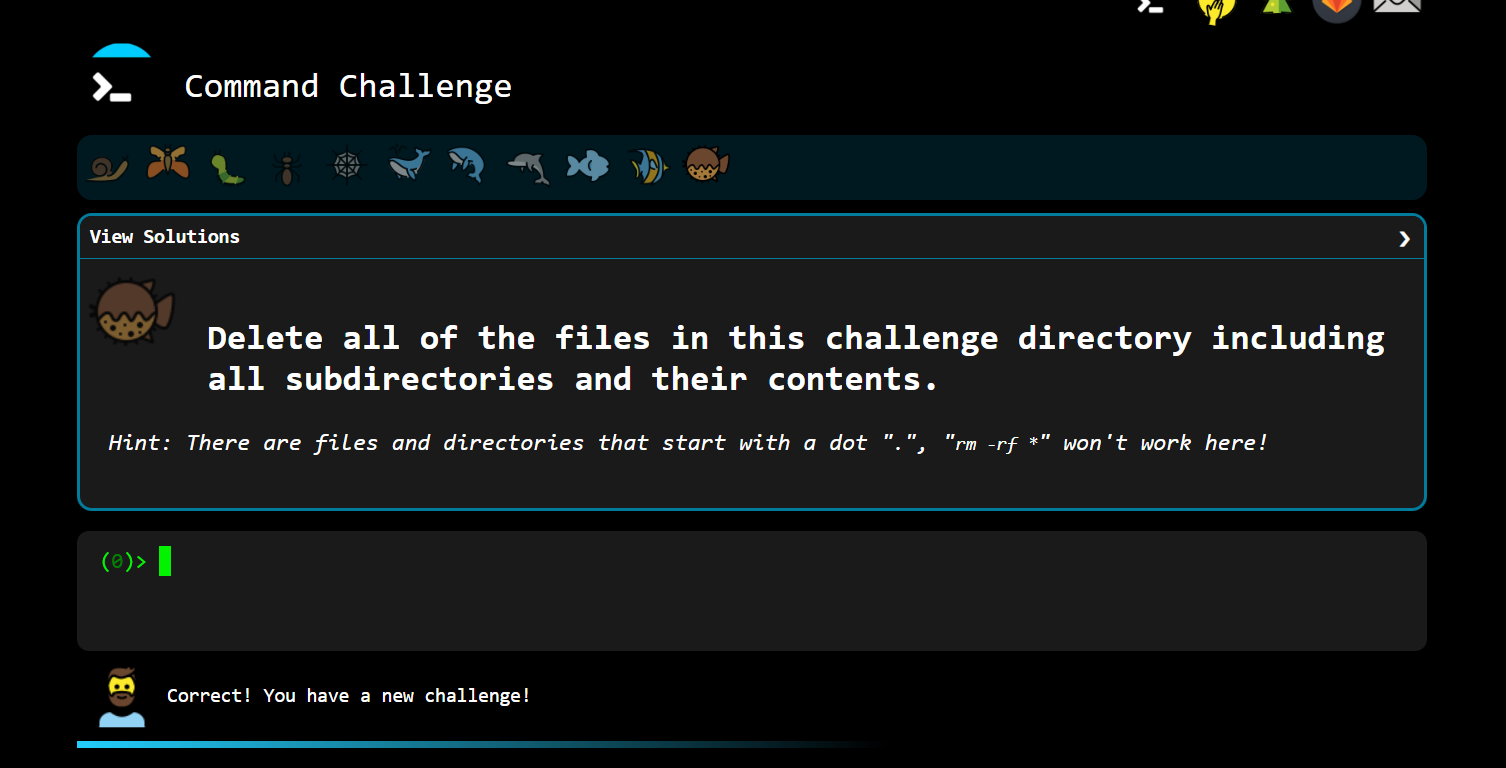 Command Challenge
View Solutions
Delete all of the files in this challenge directory including
all subdirectories and their contents.
Hint: There are files and directories that start with a dot ".", "rm -rf *" won't work here!
(0)>
Correct! You have a new challenge!